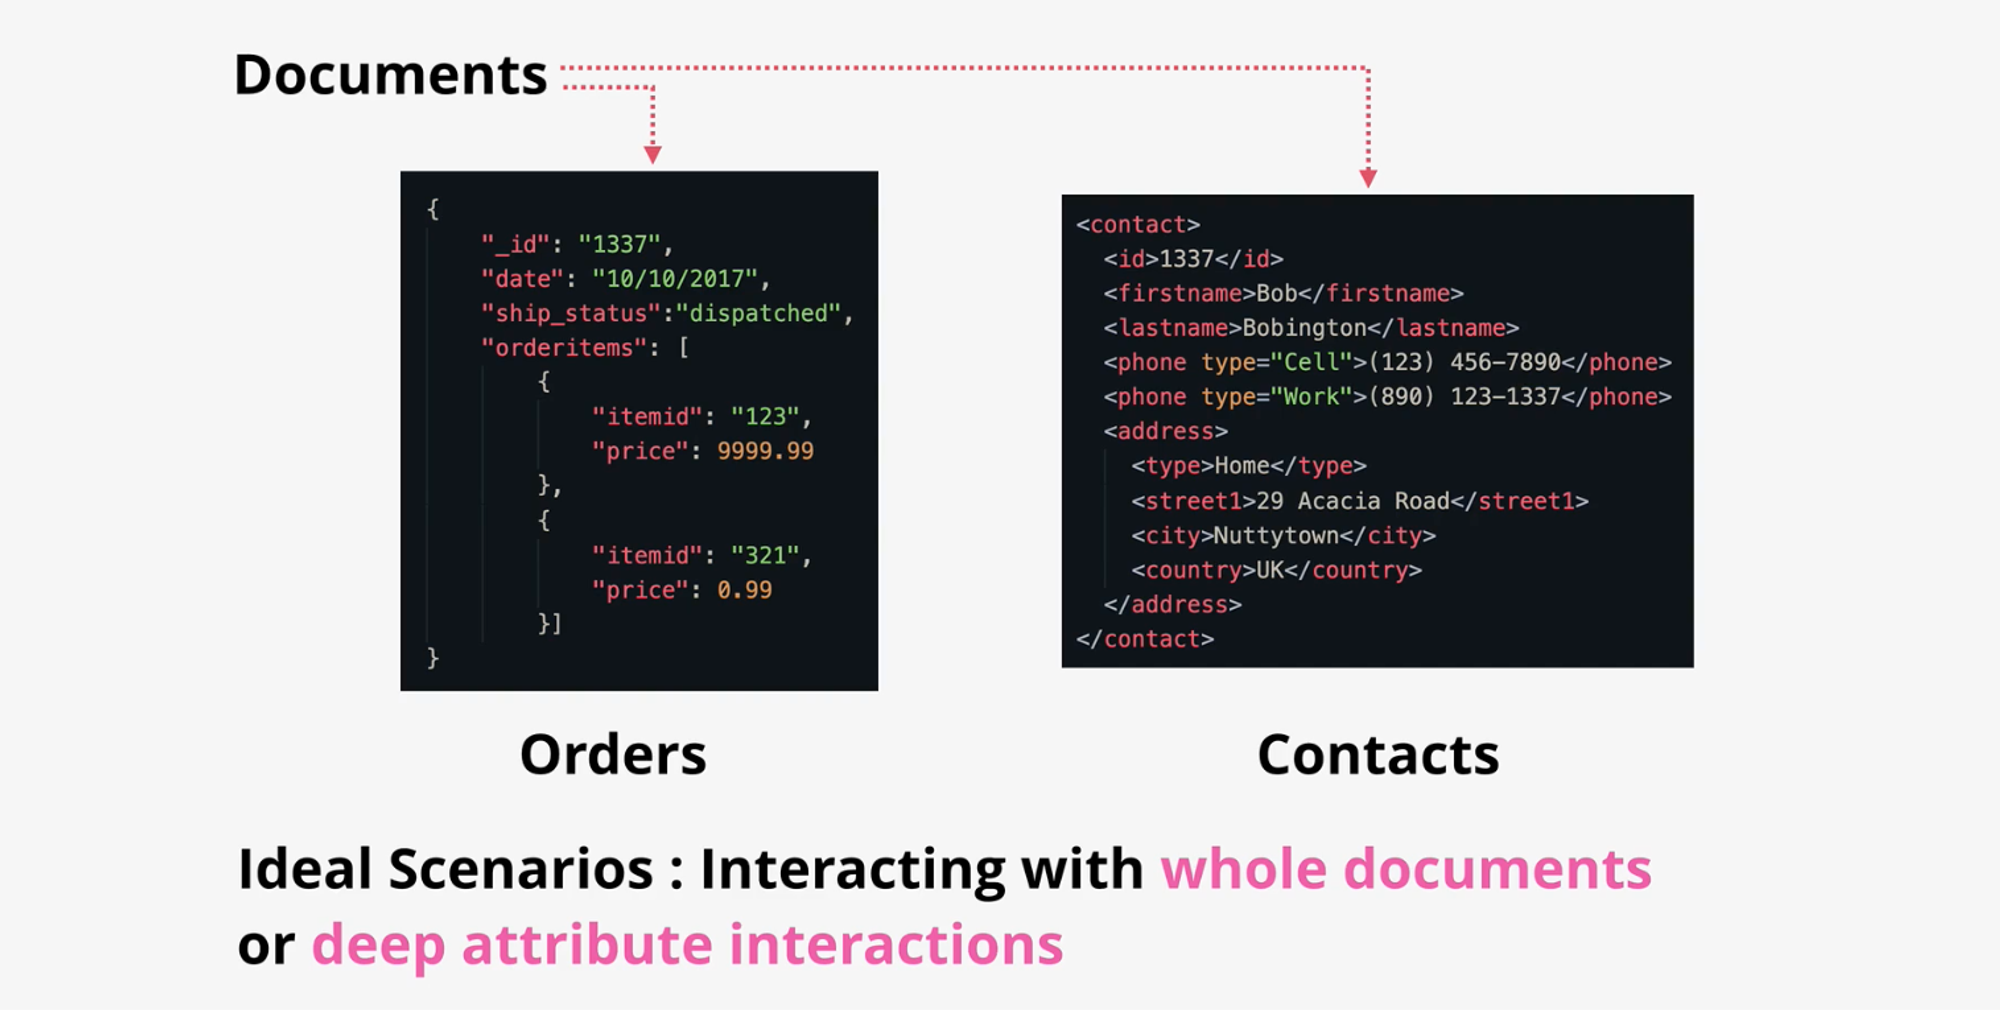 Documents
{
"_id": "1337",
"date": "10/10/2017",
"ship_status":"dispatched",
"orderitems": [
{
"itemid": "123",
"price": 9999.99
},
{
"itemid": "321",
"price": 0.99
}]
}
Orders
<contact>
<id>1337</id>
<firstname>Bob</firstname>
<lastname>Bobington</lastname>
<phone type="Cell">(123) 456-7890</phone>
<phone type="Work">(890) 123-1337</phone>
<address>
<type>Home</type>
<street1>29 Acacia Road</street1>
<city>Nuttytown</city>
<country>UK</country>
</address>
</contact>
Contacts
Ideal Scenarios : Interacting with whole documents
or deep attribute interactions